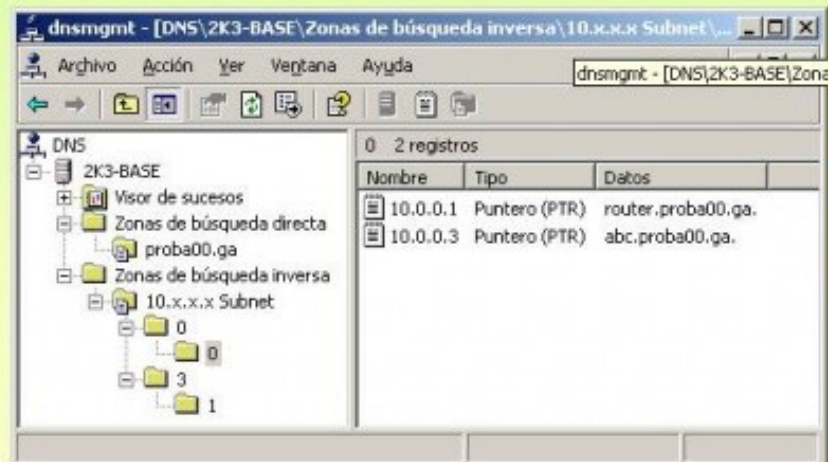 dnsmgmt - [DNS\2K3-BASE\Zonas de búsqueda inversa\10.x.x.x Subnet\...
Archivo Acción Ver Ventana Ayuda
dnsmgmt - [DNS\2K3-BASE\Zona
DNS
2K3-BASE
Visor de sucesos
Zonas de búsqueda directa
proba00.ga
Zonas de búsqueda inversa
10.x.x.x Subnet
0
0
3
1
0 2 registros
Nombre Tipo Datos
10.0.0.1 Puntero (PTR) router.proba00.ga.
10.0.0.3 Puntero (PTR) abc.proba00.ga.